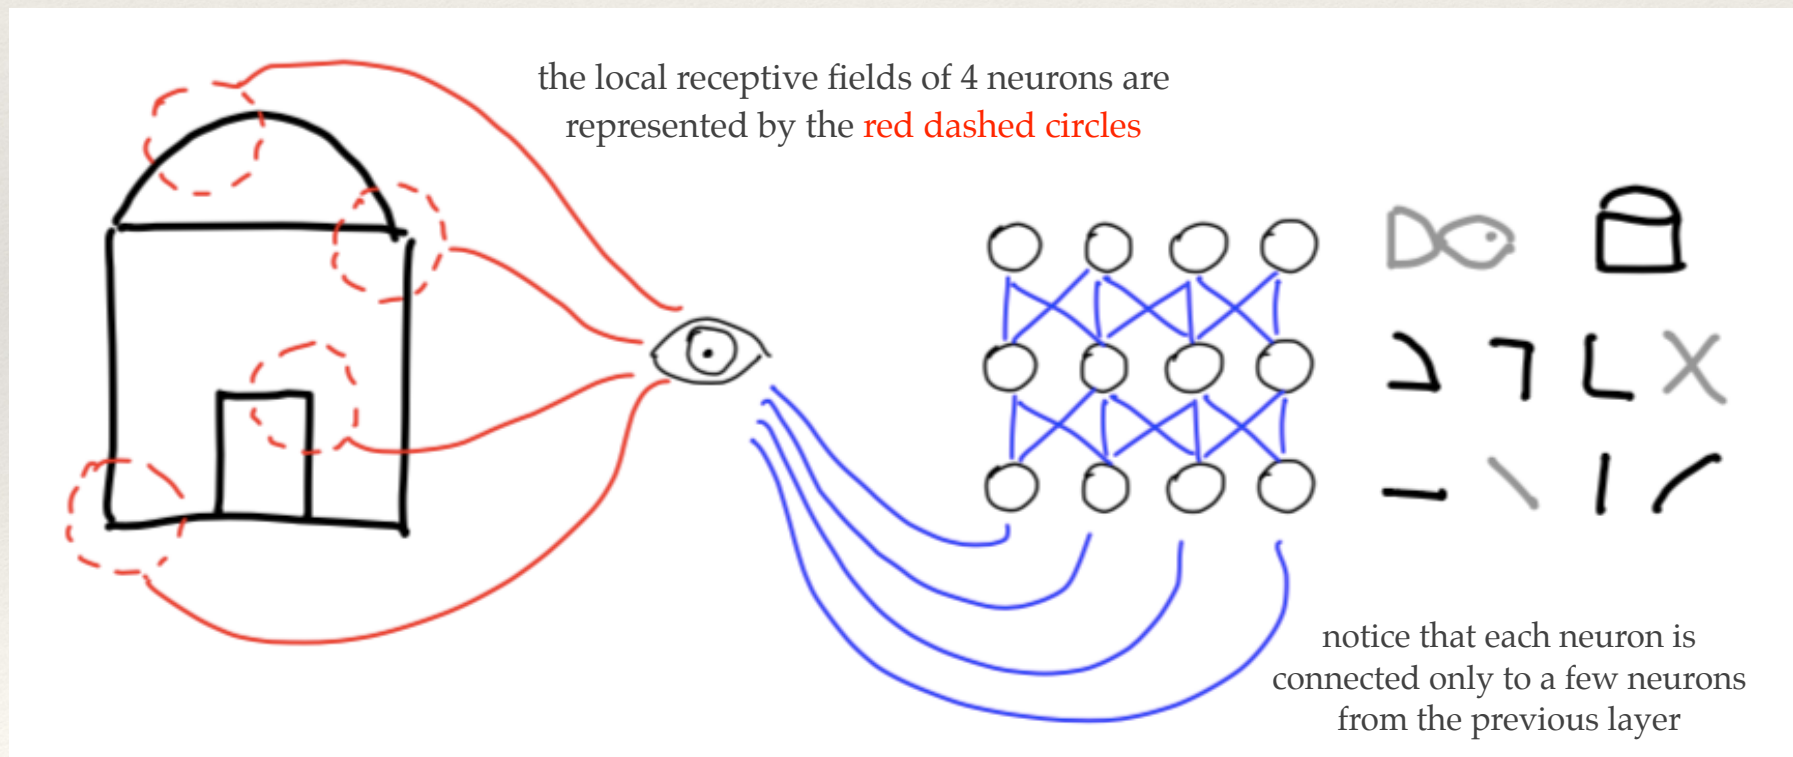 the local receptive fields of 4 neurons are
represented by the red dashed circles
notice that each neuron is
connected only to a few neurons
from the previous layer